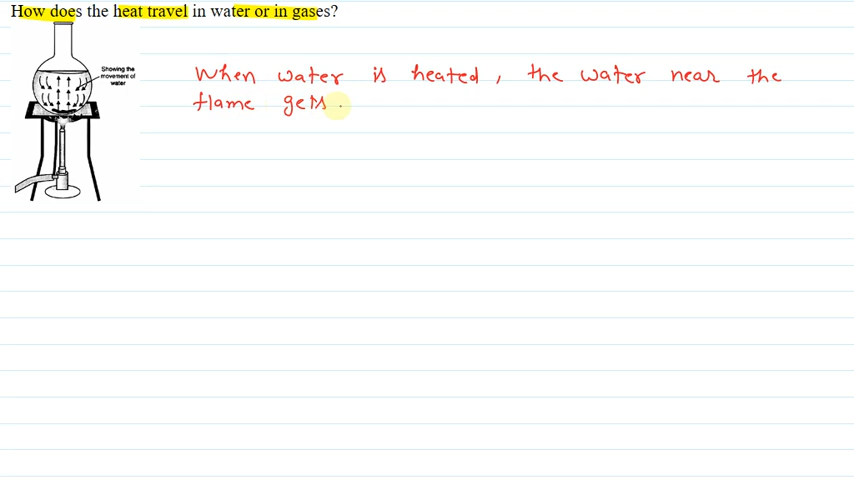 How does the heat travel in water or in gases?
Showing the
movement of
water
When water is heated, the water near the
flame gets